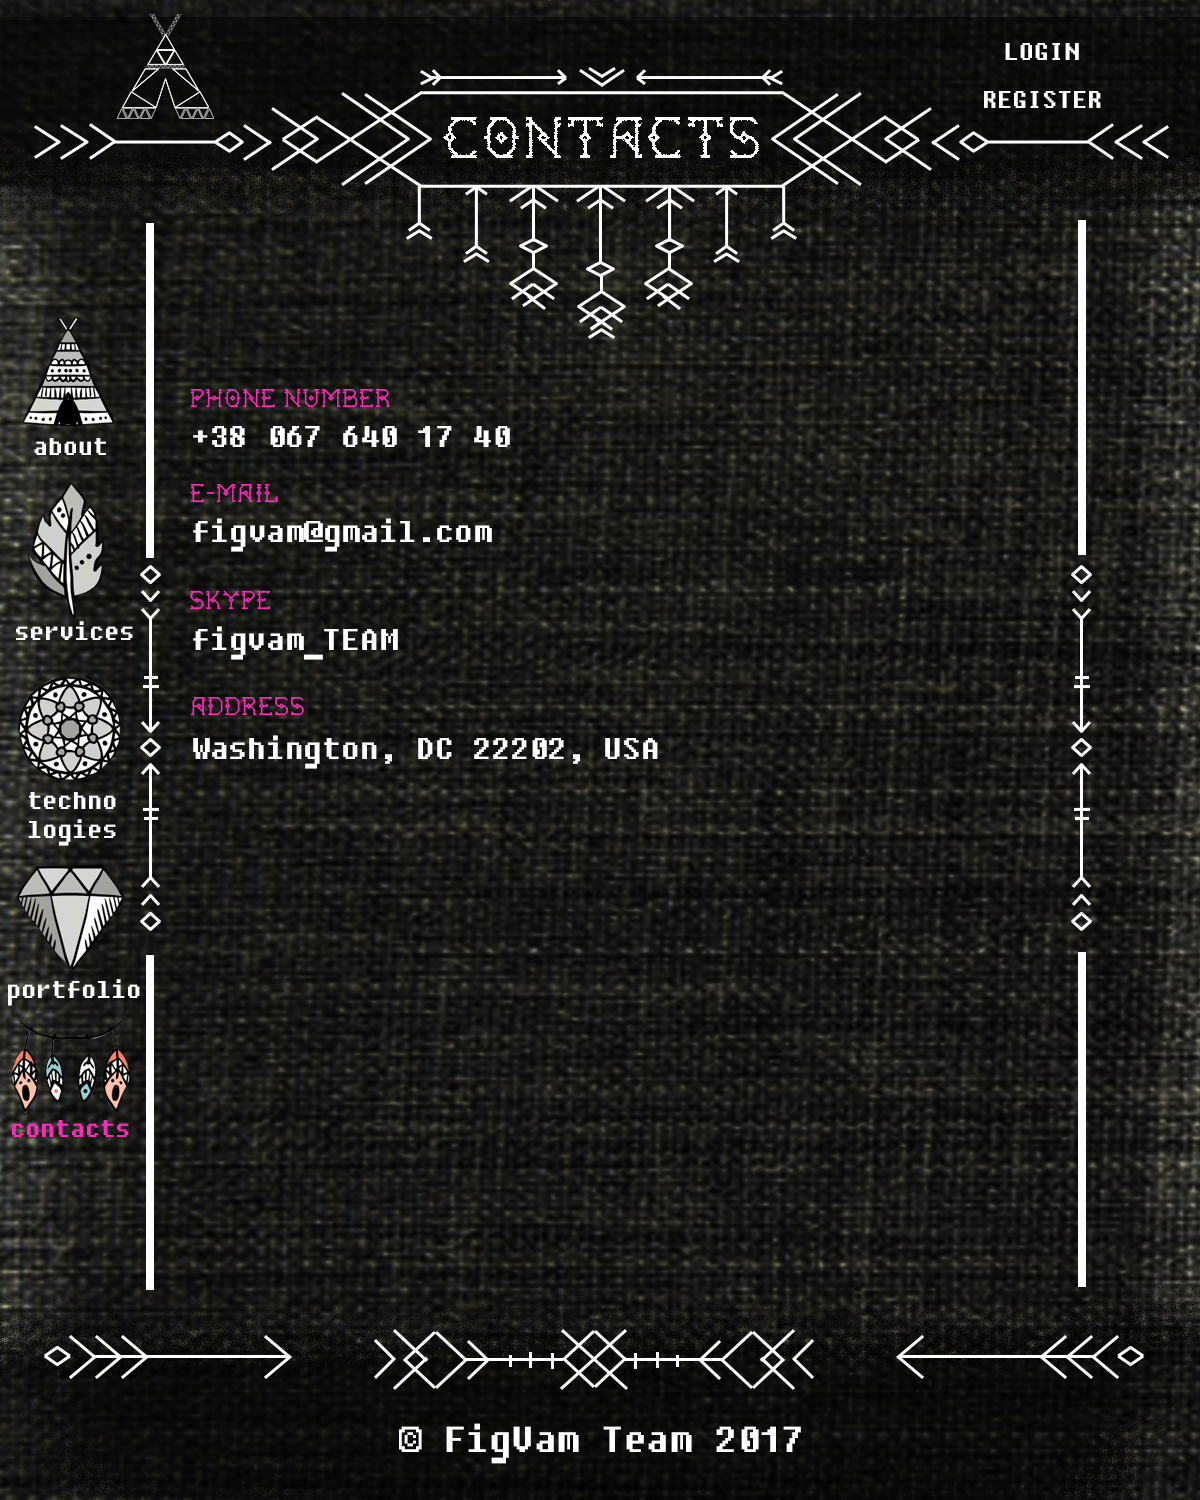 LOGIN
REGISTER
CONTACTS
about
services
techno
logies
portfolio
contacts
PHONE NUMBER
+38 067 640 17 40
E-MAIL
figvam@gmail.com
SKYPE
figvam_TEAM
ADDRESS
Washington, DC 22202, USA
© FigVam Team 2017